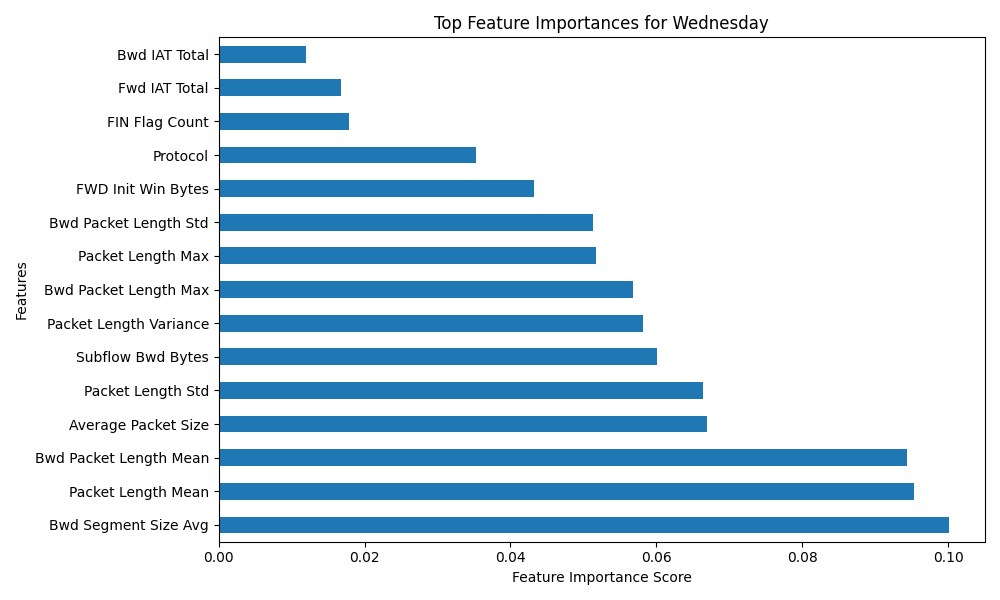 Top Feature Importances for Wednesday
Features
Bwd IAT Total
Fwd IAT Total
FIN Flag Count
Protocol
FWD Init Win Bytes
Bwd Packet Length Std
Packet Length Max
Bwd Packet Length Max
Packet Length Variance
Subflow Bwd Bytes
Packet Length Std
Average Packet Size
Bwd Packet Length Mean
Packet Length Mean
Bwd Segment Size Avg
0.00 0.02 0.04 0.06 0.08 0.10
Feature Importance Score